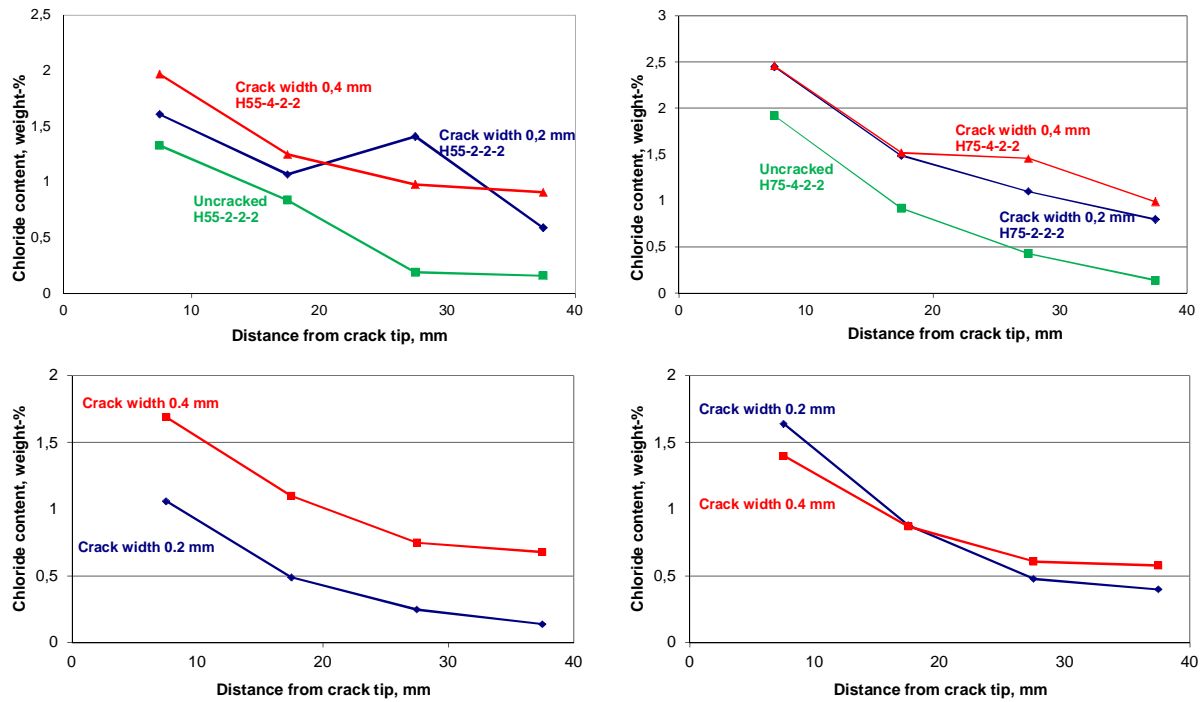 2,5
2
1,5
1
0,5
0
0
10
20
30
40
Chloride content, weight-%
Distance from crack tip, mm
Crack width 0,4 mm
H55-4-2-2
Crack width 0,2 mm
H55-2-2-2
Uncracked
H55-2-2-2
3
2,5
2
1,5
1
0,5
0
0
10
20
30
40
Chloride content, weight-%
Distance from crack tip, mm
Crack width 0,4 mm
H75-4-2-2
Uncracked
H75-4-2-2
Crack width 0,2 mm
H75-2-2-2
2
1,5
1
0,5
0
0
10
20
30
40
Chloride content, weight-%
Distance from crack tip, mm
Crack width 0.4 mm
Crack width 0.2 mm
2
1,5
1
0,5
0
0
10
20
30
40
Chloride content, weight-%
Distance from crack tip, mm
Crack width 0.2 mm
Crack width 0.4 mm